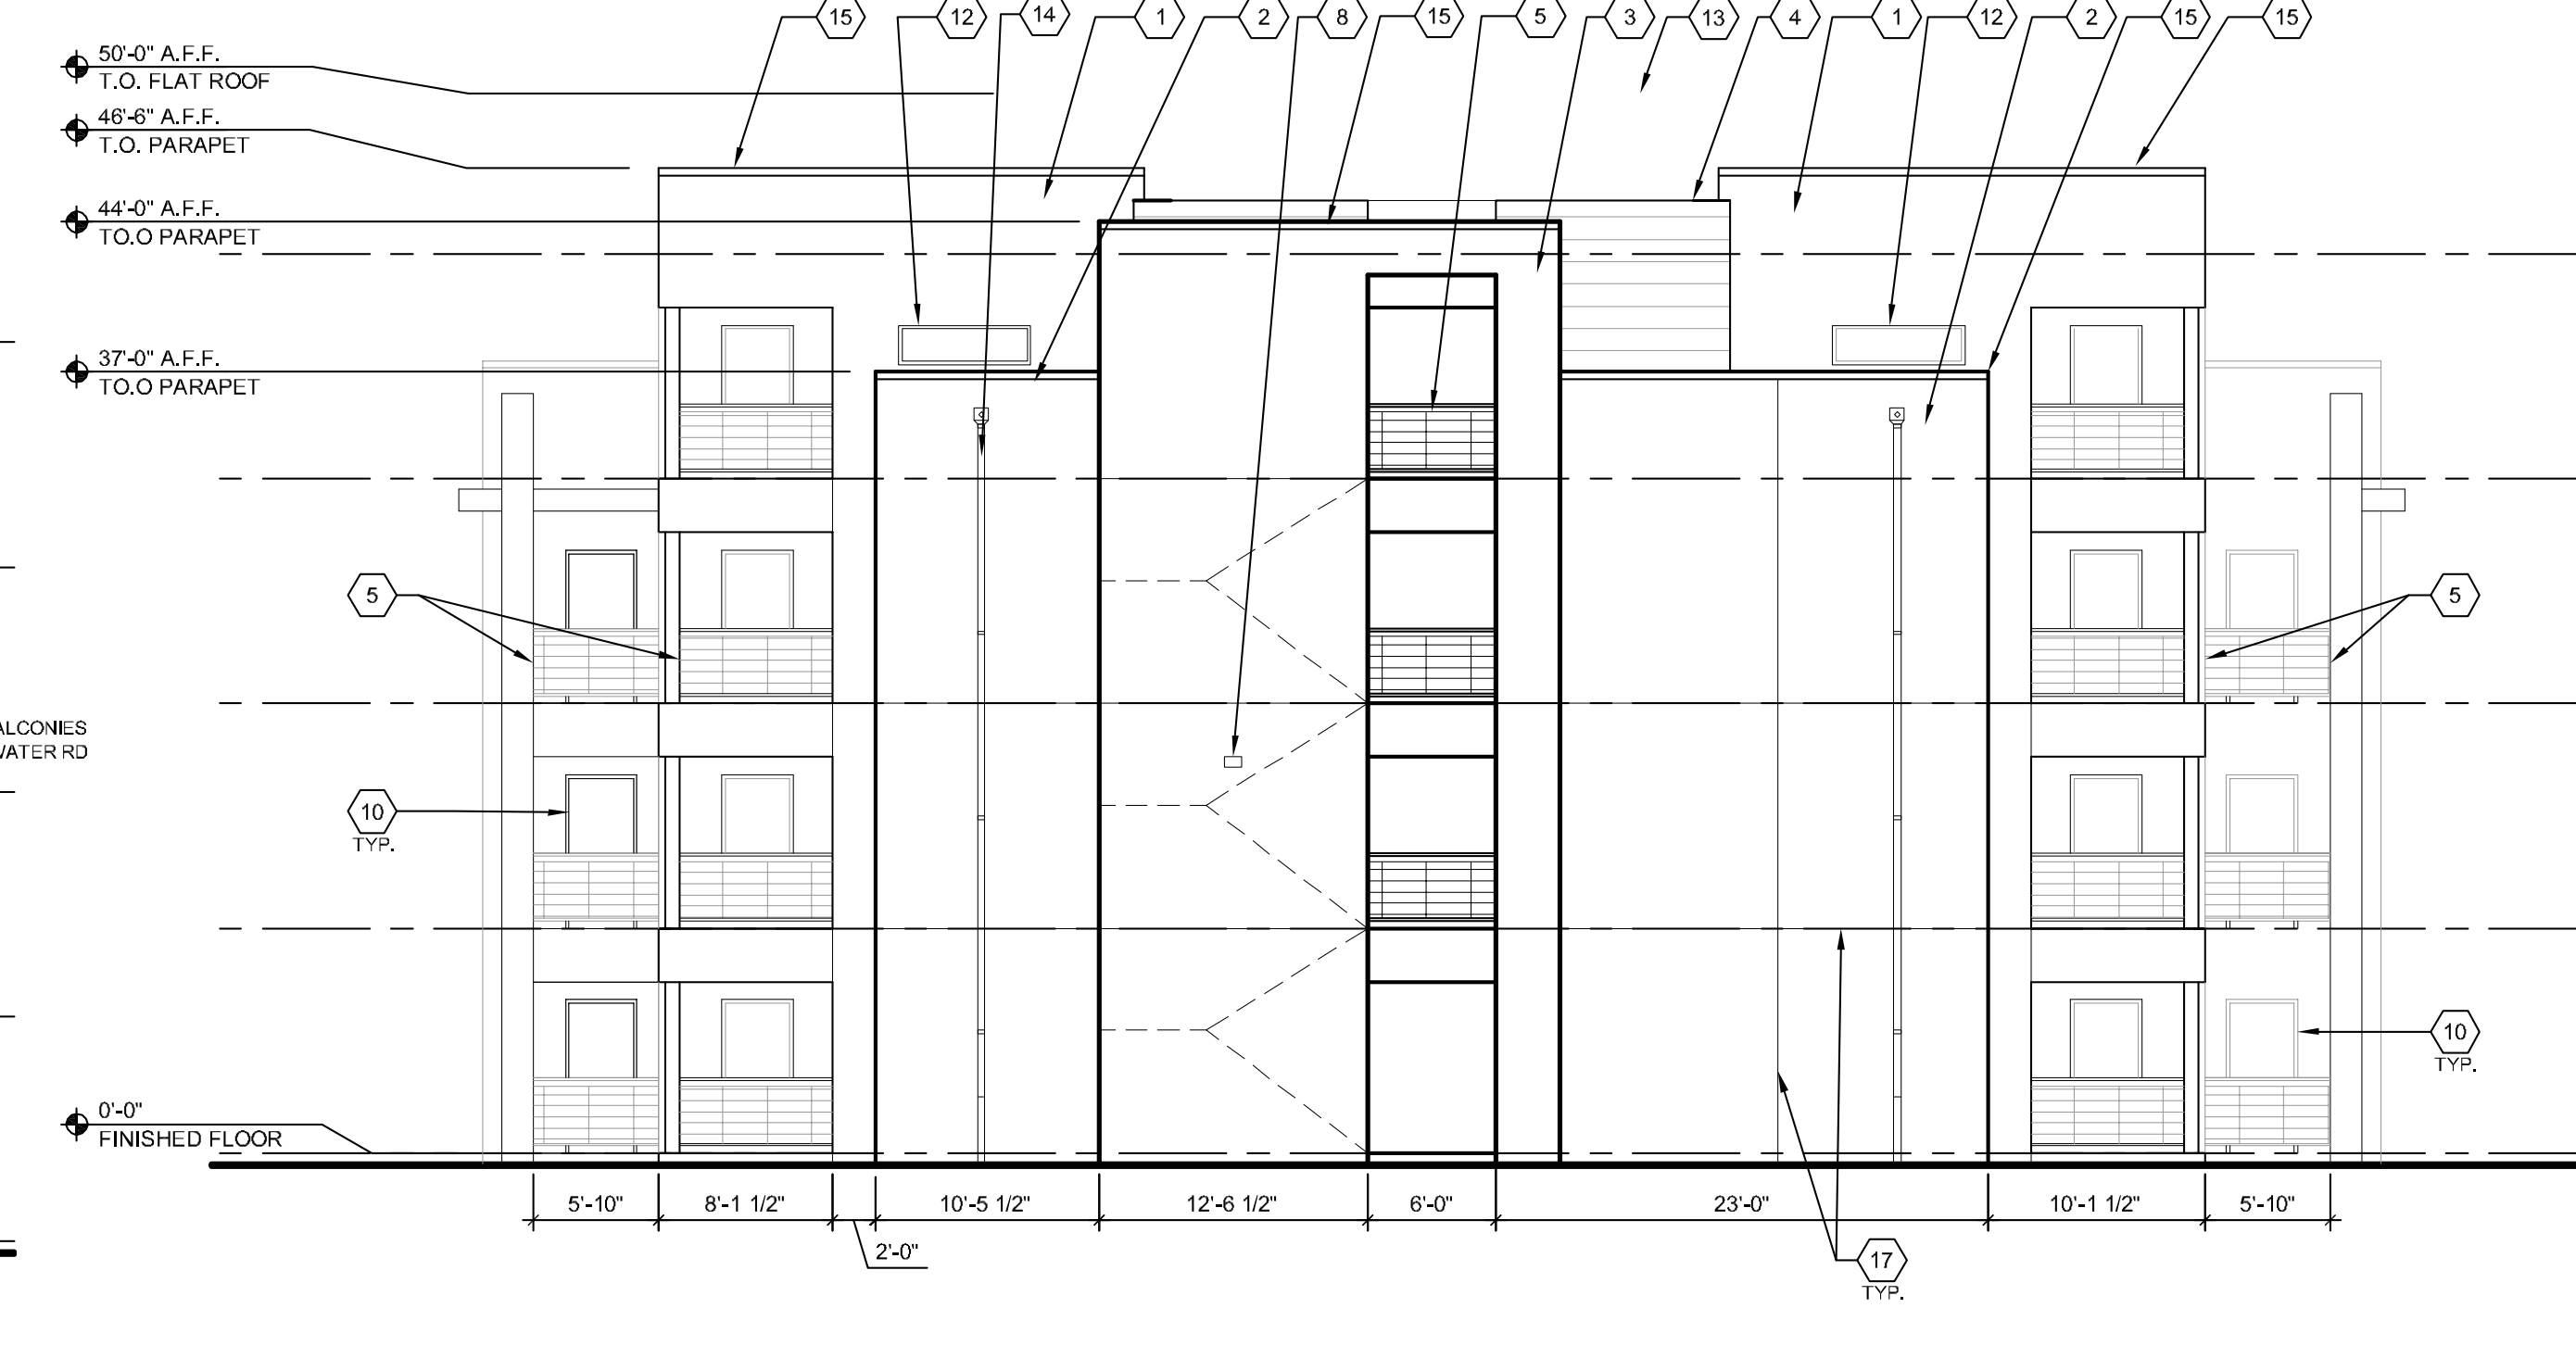 15 12 14 1 2 8 15 5 3 13 4 1 12 2 15 15
50'-0" A.F.F.
T.O. FLAT ROOF
46'-6" A.F.F.
T.O. PARAPET
44'-0" A.F.F.
TO.O PARAPET
37'-0" A.F.F.
TO.O PARAPET
5
5
ALCONIES
WATER RD
10
TYP.
10
TYP.
0'-0"
FINISHED FLOOR
5'-10" 8'-1 1/2" 10'-5 1/2" 12'-6 1/2" 6'-0" 23'-0" 10'-1 1/2" 5'-10"
2'-0"
17
TYP.